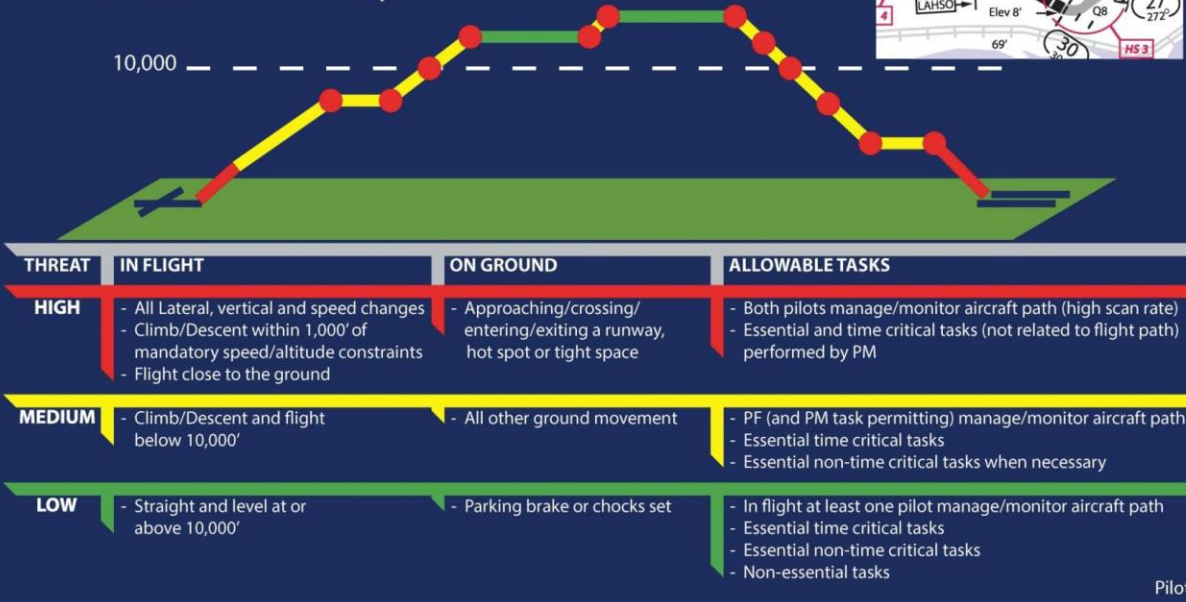 4
LAHSO
Elev 8'
Q8
27
272°
69'
30
HS 3
10,000
THREAT IN FLIGHT ON GROUND ALLOWABLE TASKS
HIGH
- All Lateral, vertical and speed changes
- Climb/Descent within 1,000' of
mandatory speed/altitude constraints
- Flight close to the ground
- Approaching/crossing/
entering/exiting a runway,
hot spot or tight space
- Both pilots manage/monitor aircraft path (high scan rate)
- Essential and time critical tasks (not related to flight path)
performed by PM
MEDIUM
- Climb/Descent and flight
below 10,000'
- All other ground movement
- PF (and PM task permitting) manage/monitor aircraft path
- Essential time critical tasks
- Essential non-time critical tasks when necessary
LOW
- Straight and level at or
above 10,000'
- Parking brake or chocks set
- In flight at least one pilot manage/monitor aircraft path
- Essential time critical tasks
- Essential non-time critical tasks
- Non-essential tasks
Pilot